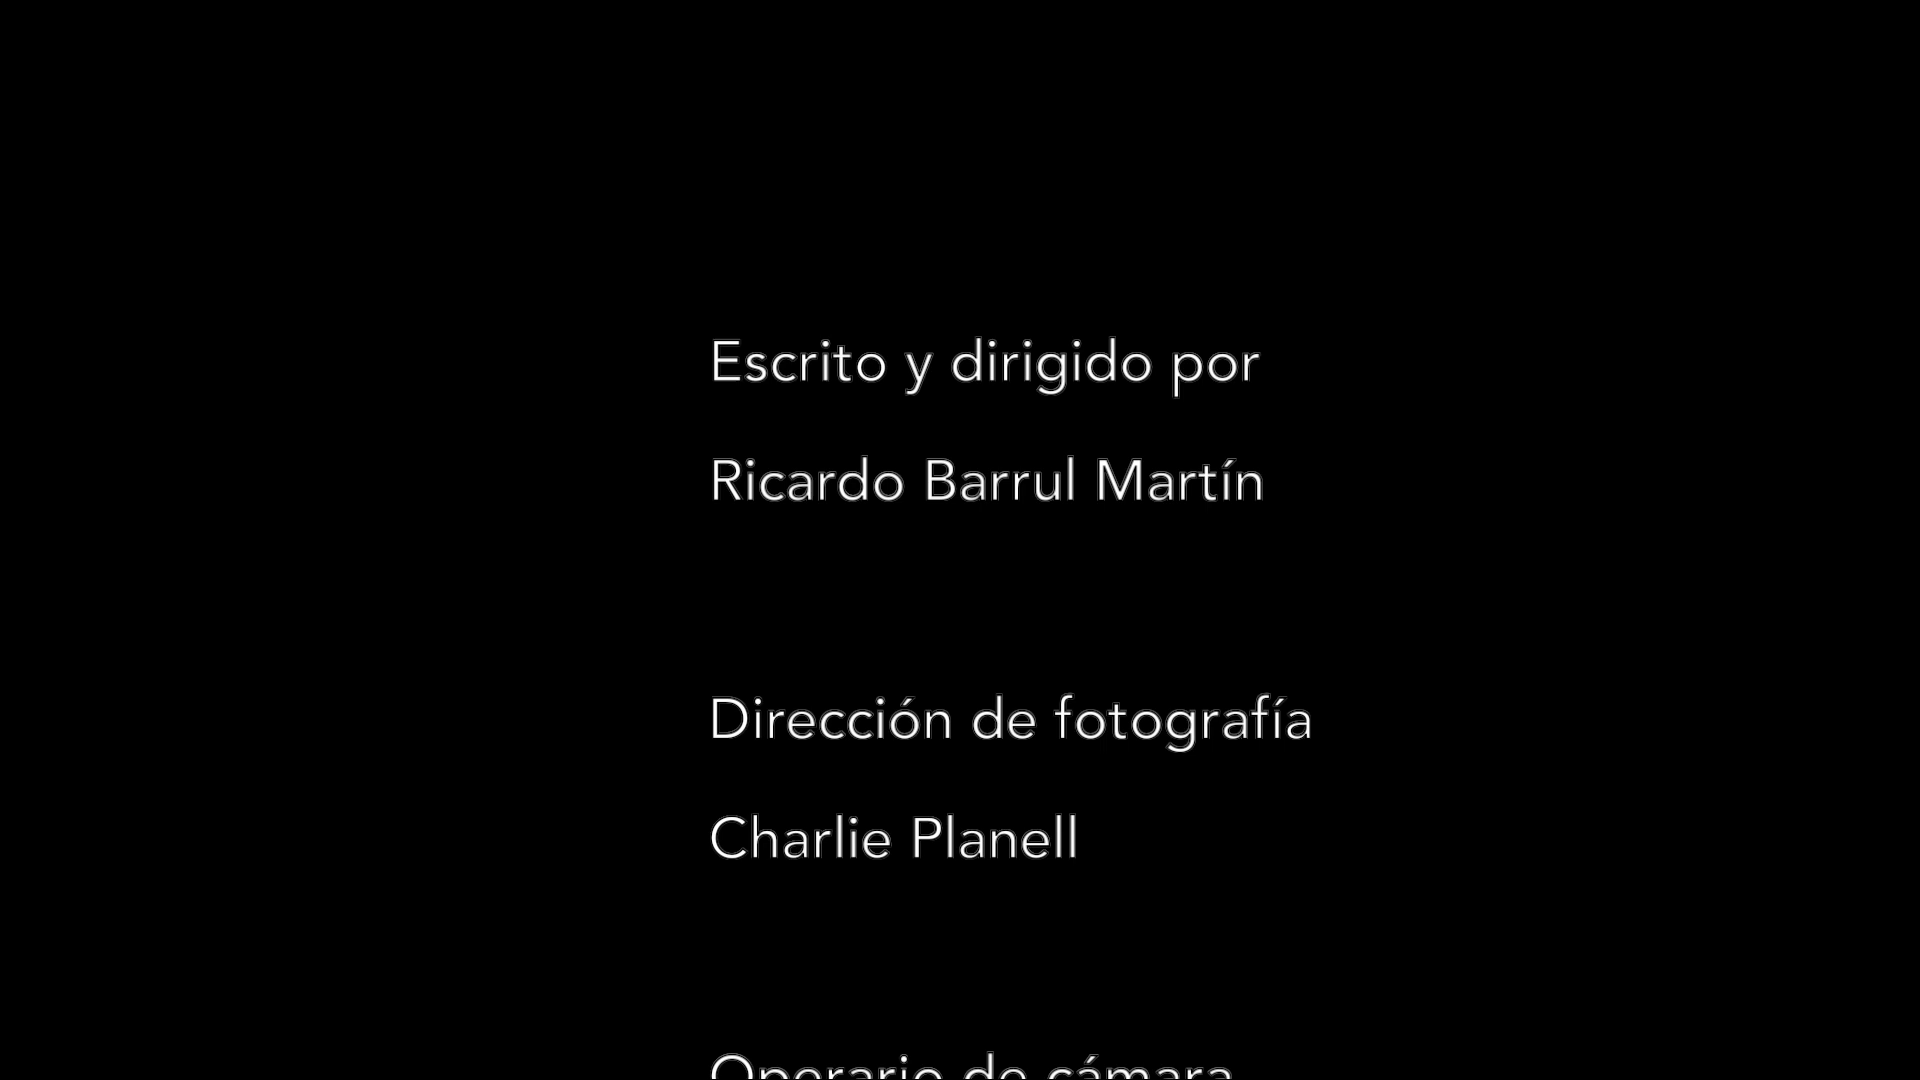 Escrito y dirigido por
Ricardo Barrul Martín
Dirección de fotografía
Charlie Planell
Operario de cámara